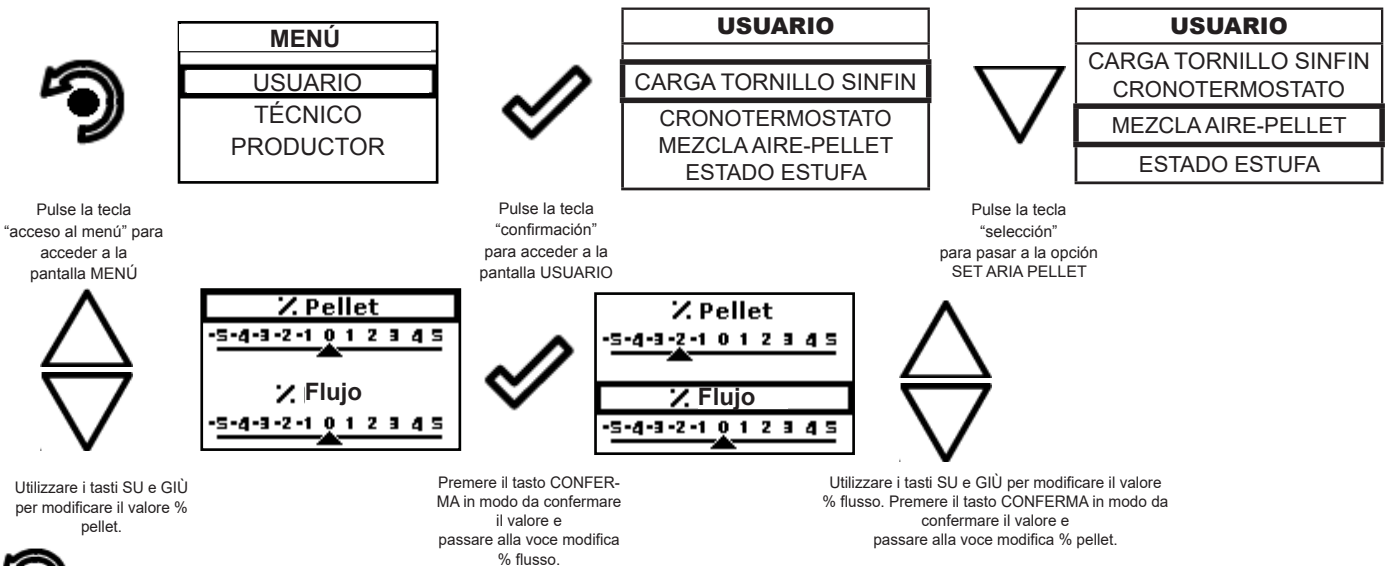 MENÚ
USUARIO
TÉCNICO
PRODUCTOR
USUARIO
CARGA TORNILLO SINFIN
CRONOTERMOSTATO
MEZCLA AIRE-PELLET
ESTADO ESTUFA
USUARIO
CARGA TORNILLO SINFIN
CRONOTERMOSTATO
MEZCLA AIRE-PELLET
ESTADO ESTUFA
Pulse la tecla
“acceso al menú” para
acceder a la
pantalla MENÚ
Pulse la tecla
“confirmación”
para acceder a la
pantalla USUARIO
Pulse la tecla
“selección”
para pasar a la opción
SET ARIA PELLET
% Pellet
-5-4-3-2-1 0 1 2 3 4 5
% Flujo
-5-4-3-2-1 0 1 2 3 4 5
% Pellet
-5-4-3-2-1 0 1 2 3 4 5
% Flujo
-5-4-3-2-1 0 1 2 3 4 5
Utilizzare i tasti SU e GIÙ
per modificare il valore %
pellet.
Premere il tasto CONFER-
MA in modo da confermare
il valore e
passare alla voce modifica
% flusso.
Utilizzare i tasti SU e GIÙ per modificare il valore
% flusso. Premere il tasto CONFERMA in modo da
confermare il valore e
passare alla voce modifica % pellet.